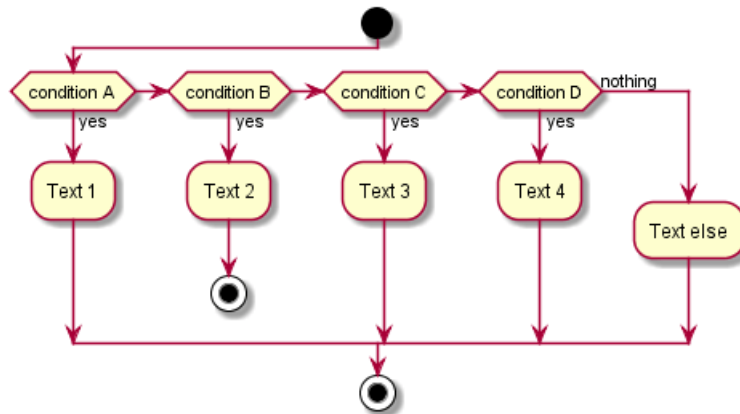 condition A
condition B
condition C
condition D
nothing
yes
yes
yes
yes
Text 1
Text 2
Text 3
Text 4
Text else